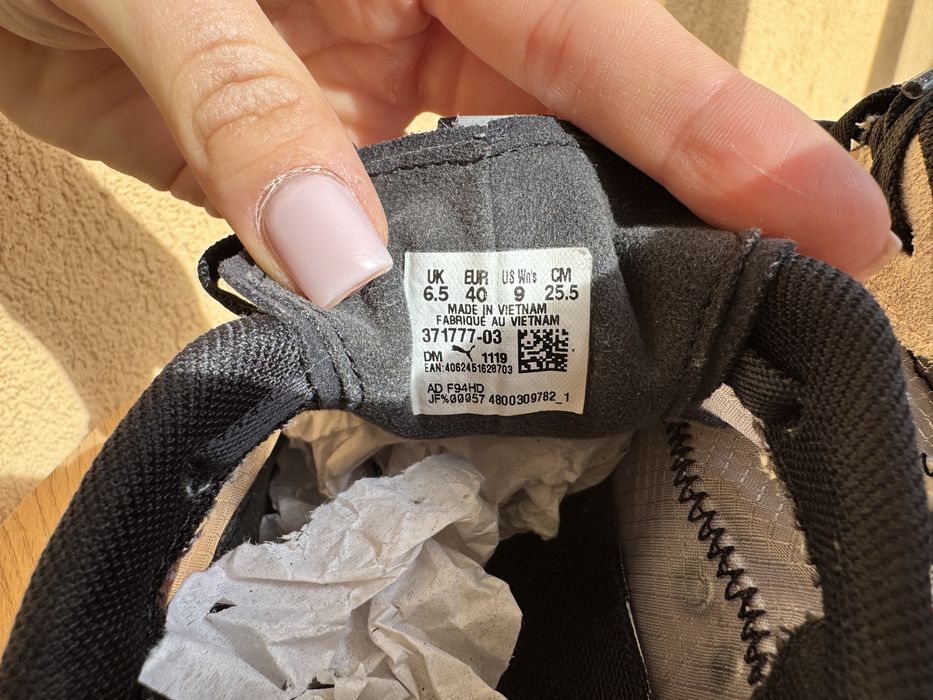 UK EUR US Wn's CM
6.5 40 9 25.5
MADE IN VIETNAM
FABRIQUÉ AU VIETNAM
371777-03
DM 1119
EAN:4062451628703
AD F94HD
JF%00057 4800309782_1